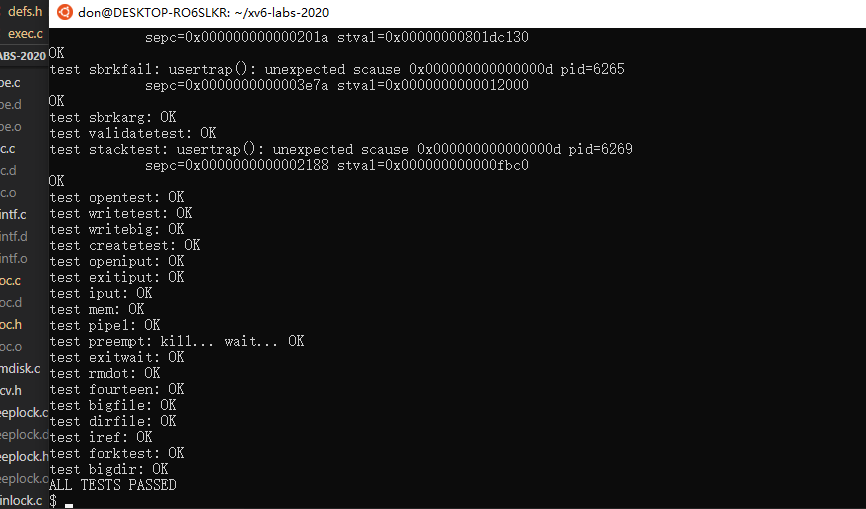 defs.h
exec.c
ABS-2020
pe.c
pe.d
pe.o
c.c
c.d
c.o
intf.c
intf.d
intf.o
oc.c
oc.d
oc.h
oc.o
mdisk.c
cv.h
eeplock.c
eeplock.d
eeplock.h
eeplock.o
inlock.c
don@DESKTOP-RO6SLKR: ~/xv6-labs-2020
sepc=0x000000000000201a stval=0x00000000801dc130
OK
test sbrkfail: usertrap(): unexpected scause 0x000000000000000d pid=6265
sepc=0x0000000000003e7a stval=0x0000000000012000
OK
test sbrkarg: OK
test validatetest: OK
test stacktest: usertrap(): unexpected scause 0x000000000000000d pid=6269
sepc=0x0000000000002188 stval=0x000000000000fbc0
OK
test opentest: OK
test writetest: OK
test writebig: OK
test createtest: OK
test openiput: OK
test exitiput: OK
test iput: OK
test mem: OK
test pipe1: OK
test preempt: kill... wait... OK
test exitwait: OK
test rmdot: OK
test fourteen: OK
test bigfile: OK
test dirfile: OK
test iref: OK
test forktest: OK
test bigdir: OK
ALL TESTS PASSED
$